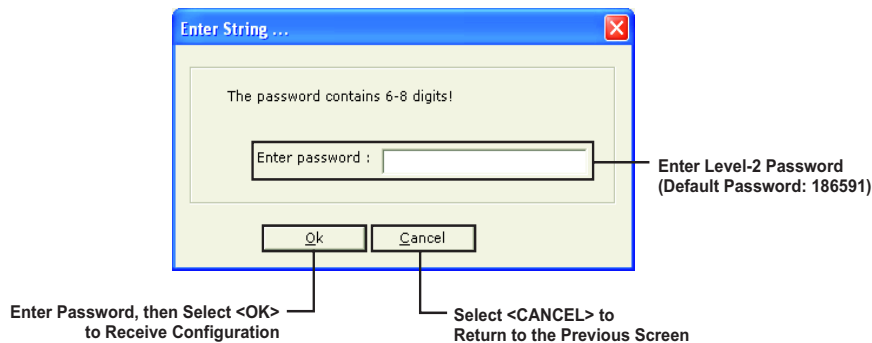 Enter String ...
The password contains 6-8 digits!
Enter password :
Enter Level-2 Password
(Default Password: 186591)
Ok
Cancel
Enter Password, then Select <OK>
to Receive Configuration
Select <CANCEL> to
Return to the Previous Screen